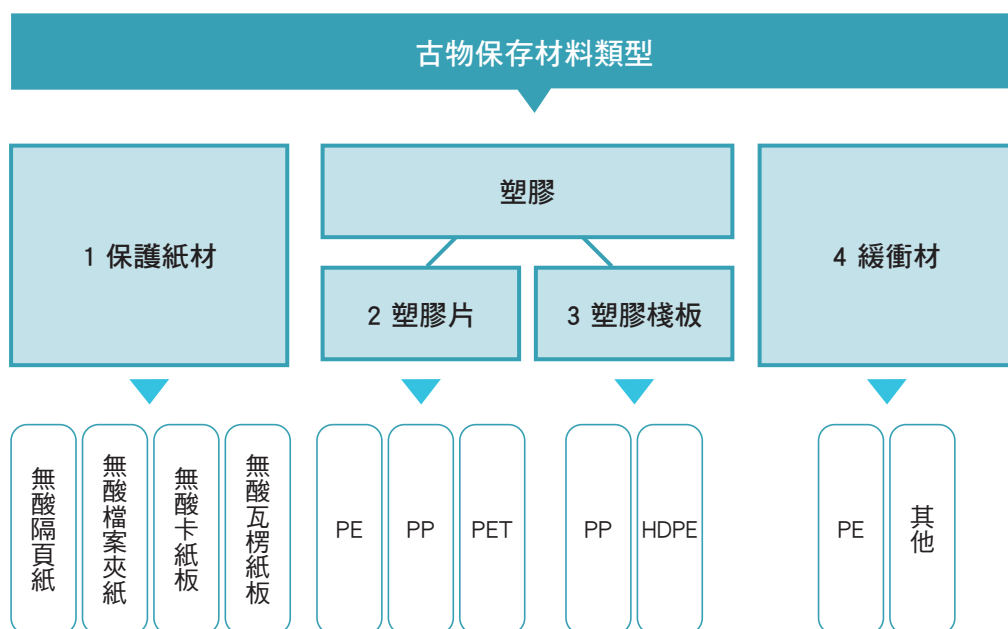 古物保存材料類型
1 保護紙材
塑膠
2 塑膠片
3 塑膠棧板
4 緩衝材
無酸隔頁紙
無酸檔案夾紙
無酸卡紙板
無酸瓦楞紙板
PE
PP
PET
PP
HDPE
PE
其他